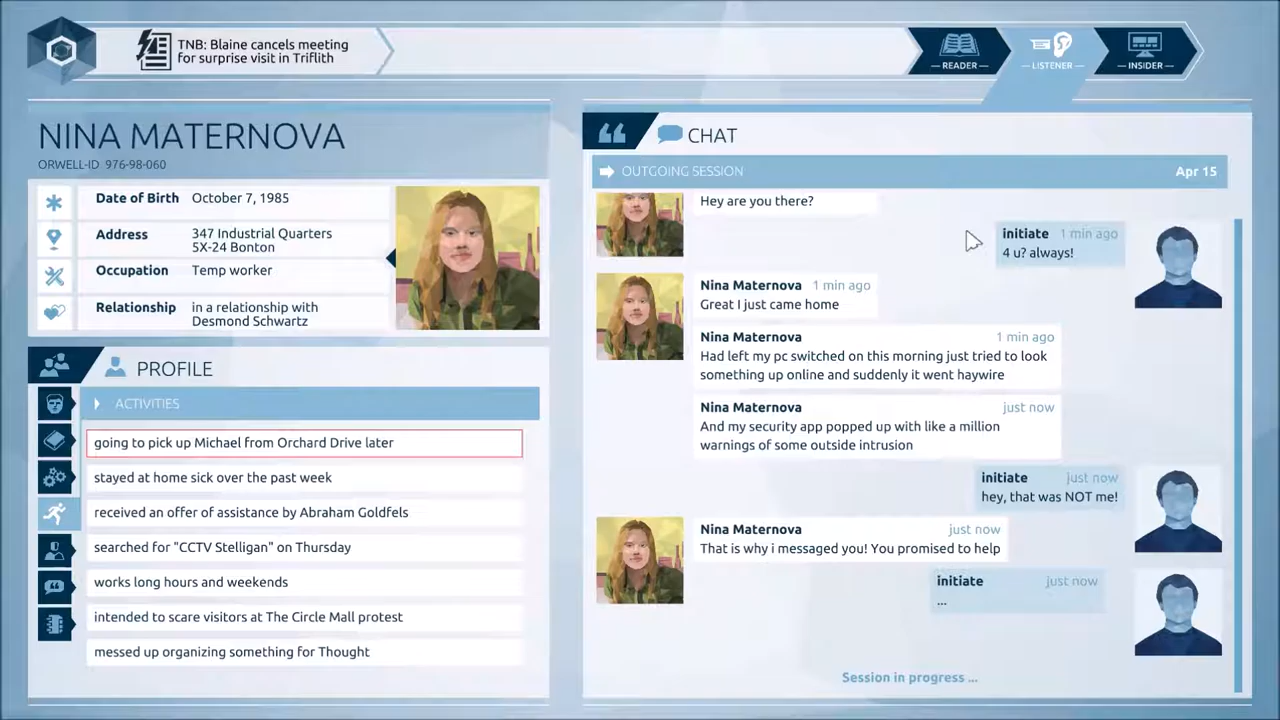 TNB: Blaine cancels meeting
for surprise visit in Triflith
— READER —
— LISTENER —
— INSIDER —
NINA MATERNOVA
ORWELL-ID 976-98-060
Date of Birth October 7, 1985
Address 347 Industrial Quarters
5X-24 Bonton
Occupation Temp worker
Relationship in a relationship with
Desmond Schwartz
PROFILE
ACTIVITIES
going to pick up Michael from Orchard Drive later
stayed at home sick over the past week
received an offer of assistance by Abraham Goldfels
searched for "CCTV Stelligan" on Thursday
works long hours and weekends
intended to scare visitors at The Circle Mall protest
messed up organizing something for Thought
CHAT
OUTGOING SESSION Apr 15
Hey are you there?
initiate 1 min ago
4 u? always!
Nina Maternova 1 min ago
Great I just came home
Nina Maternova 1 min ago
Had left my pc switched on this morning just tried to look
something up online and suddenly it went haywire
Nina Maternova just now
And my security app popped up with like a million
warnings of some outside intrusion
initiate just now
hey, that was NOT me!
Nina Maternova just now
That is why i messaged you! You promised to help
initiate just now
...
Session in progress ...